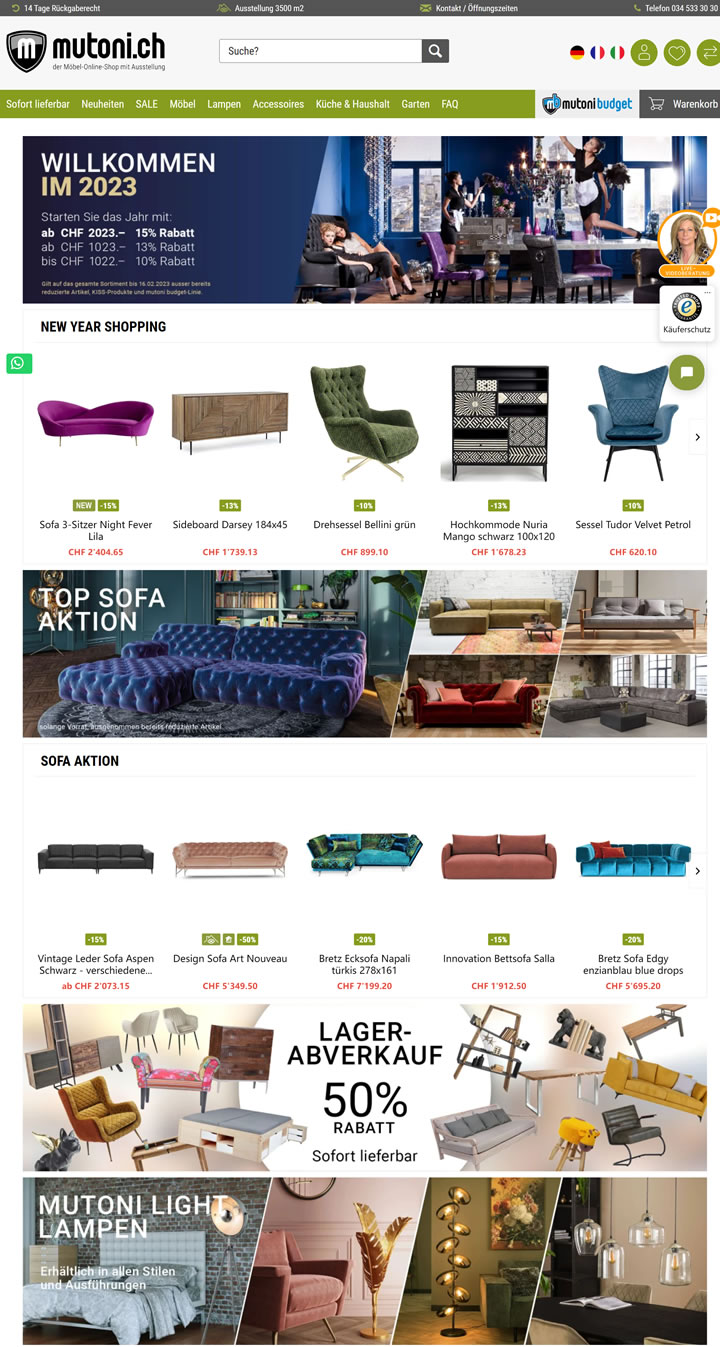 14 Tage Rückgaberecht
Ausstellung 3500 m2
Kontakt / Öffnungszeiten
Telefon 034 533 30 30
m mutoni.ch
der Möbel-Online-Shop mit Ausstellung
Suche?
Sofort lieferbar Neuheiten SALE Möbel Lampen Accessoires Küche & Haushalt Garten FAQ
mutoni budget
Warenkorb
WILLKOMMEN
IM 2023
Starten Sie das Jahr mit:
ab CHF 2023.– 15% Rabatt
ab CHF 1023.– 13% Rabatt
bis CHF 1022.– 10% Rabatt
Gilt auf das gesamte Sortiment bis 16.02.2023 ausser bereits
reduzierte Artikel, KISS-Produkte und mutoni budget-Linie.
LIVE-
VIDEOBERATUNG
Käuferschutz
NEW YEAR SHOPPING
NEW -15%
Sofa 3-Sitzer Night Fever
Lila
CHF 2'404.65
-13%
Sideboard Darsey 184x45
CHF 1'739.13
-10%
Drehsessel Bellini grün
CHF 899.10
-13%
Hochkommode Nuria
Mango schwarz 100x120
CHF 1'678.23
-10%
Sessel Tudor Velvet Petrol
CHF 620.10
TOP SOFA
AKTION
solange Vorrat, ausgenommen bereits reduzierte Artikel
SOFA AKTION
-15%
Vintage Leder Sofa Aspen
Schwarz - verschiedene...
ab CHF 2'073.15
-50%
Design Sofa Art Nouveau
CHF 5'349.50
-20%
Bretz Ecksofa Napali
türkis 278x161
CHF 7'199.20
-15%
Innovation Bettsofa Salla
CHF 1'912.50
-20%
Bretz Sofa Edgy
enzianblau blue drops
CHF 5'695.20
LAGER-
ABVERKAUF
50%
RABATT
Sofort lieferbar
MUTONI LIGHT
LAMPEN
Erhältlich in allen Stilen
und Ausführungen